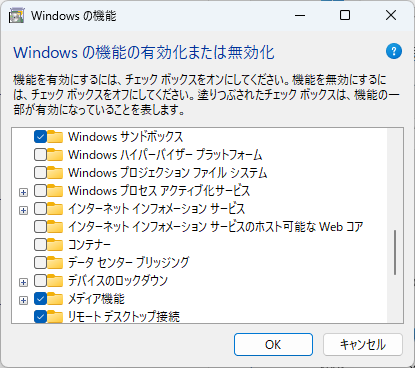 Windows の機能
Windows の機能の有効化または無効化
機能を有効にするには、チェック ボックスをオンにしてください。機能を無効にするに
は、チェック ボックスをオフにしてください。塗りつぶされたチェック ボックスは、機能の一
部が有効になっていることを表します。
Windows サンドボックス
Windows ハイパーバイザー プラットフォーム
Windows プロジェクション ファイル システム
Windows プロセス アクティブ化サービス
インターネット インフォメーション サービス
インターネット インフォメーション サービスのホスト可能な Web コア
コンテナー
データ センター ブリッジング
デバイスのロックダウン
メディア機能
リモート デスクトップ接続
OK
キャンセル